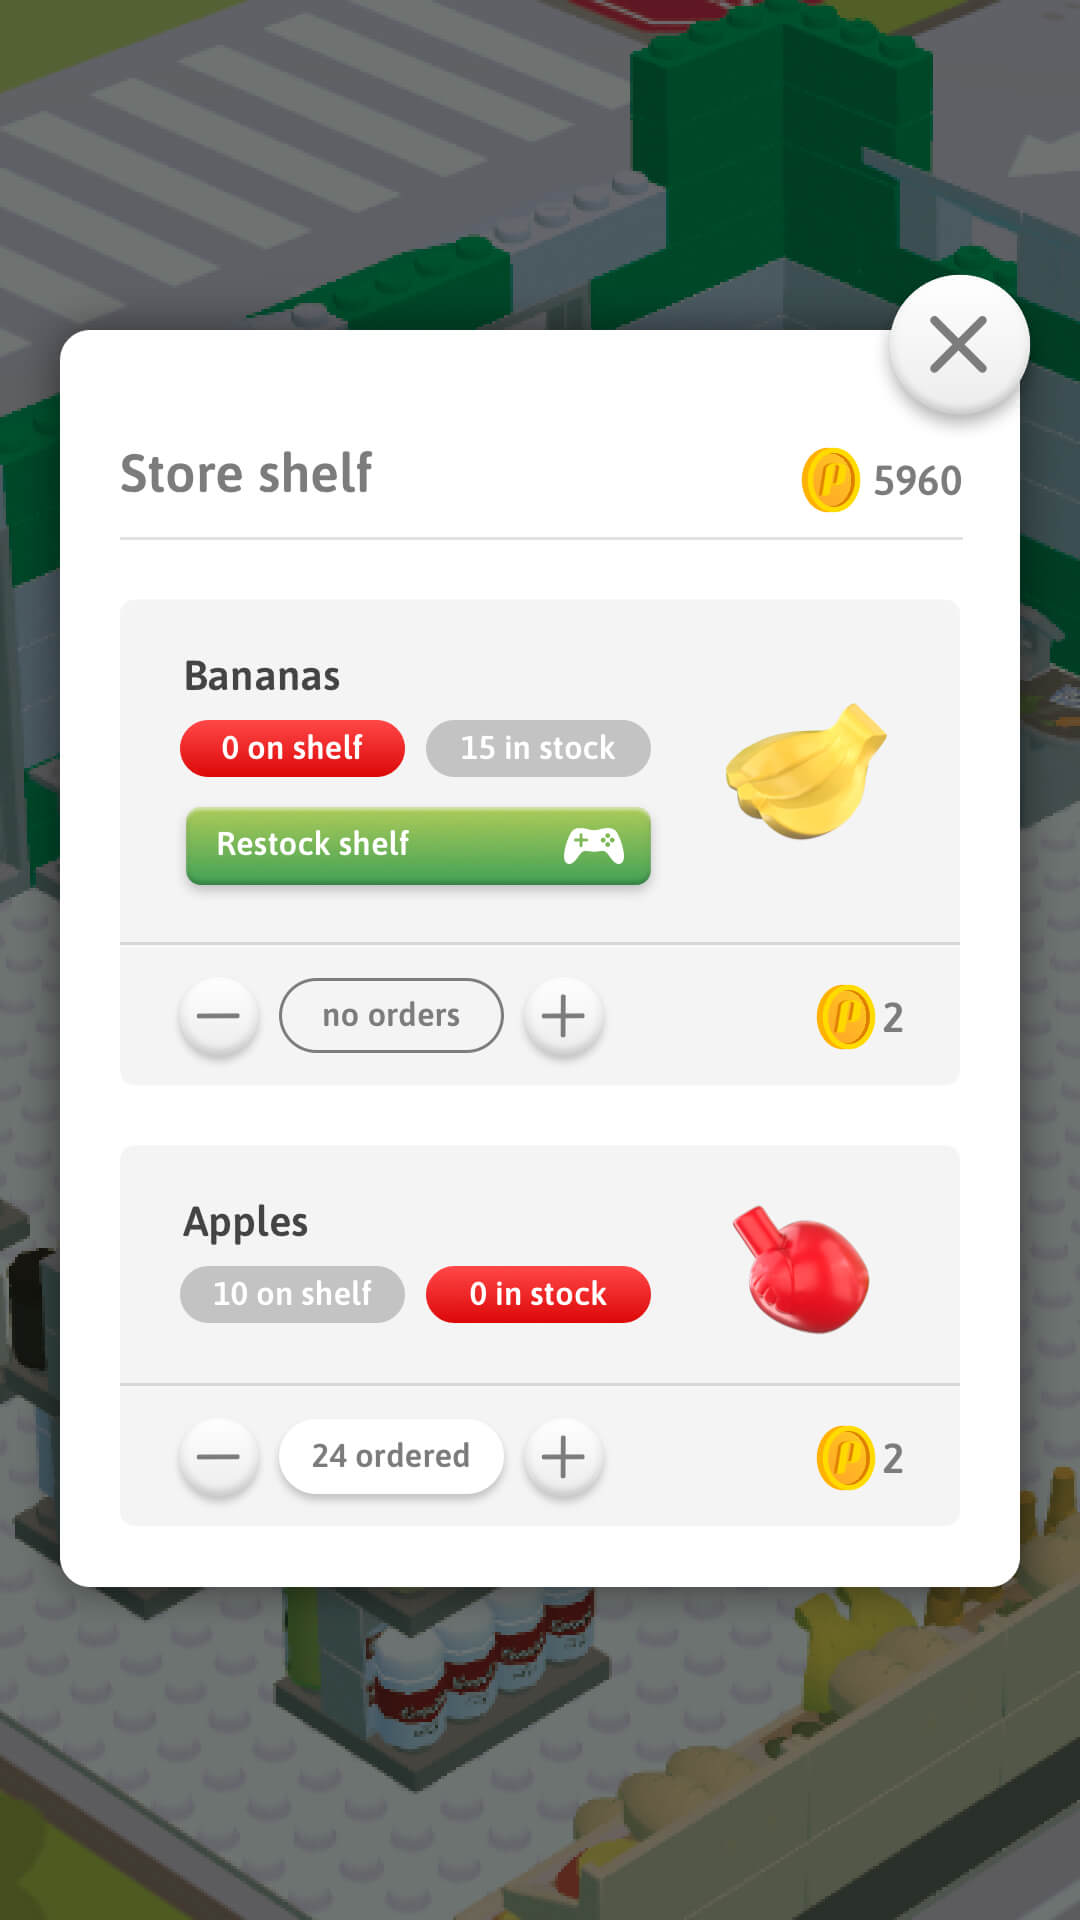 Store shelf
5960
Bananas
0 on shelf
15 in stock
Restock shelf
no orders
2
Apples
10 on shelf
0 in stock
24 ordered
2